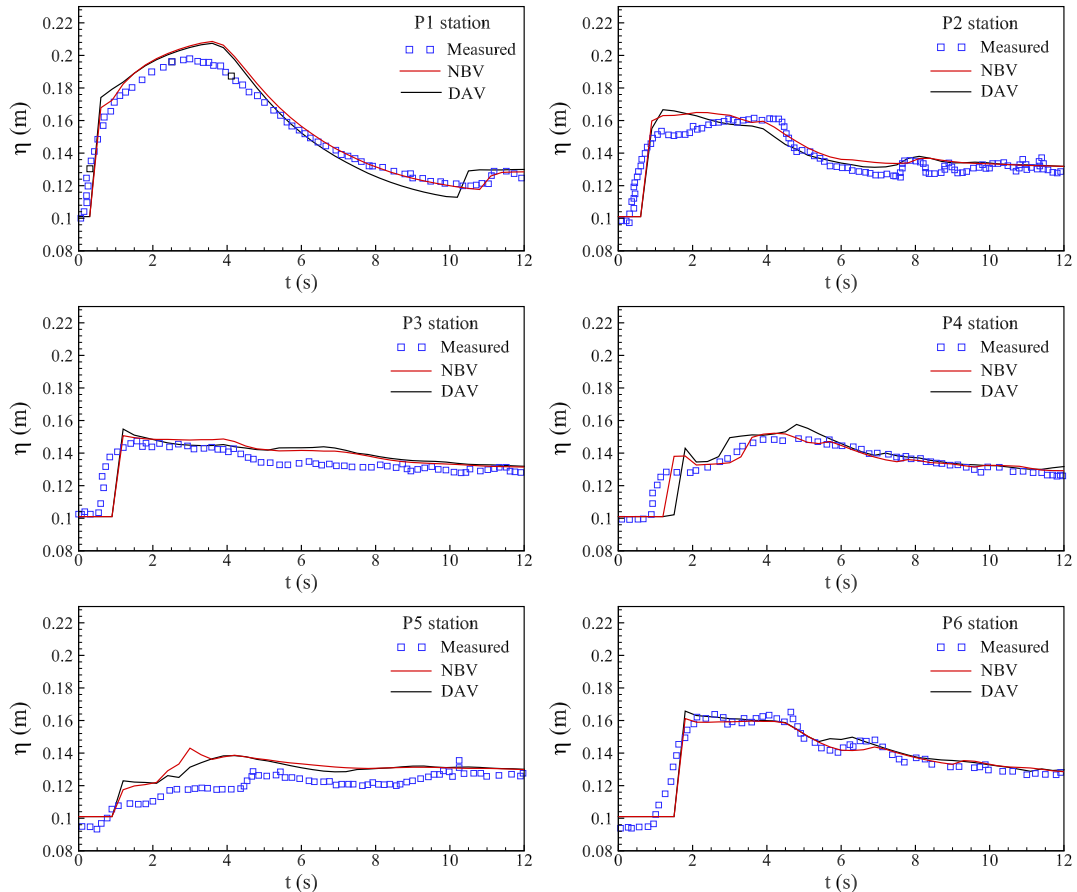 P1 station
Measured
NBV
DAV
η (m)
0.22
0.2
0.18
0.16
0.14
0.12
0.1
0.08
0 2 4 6 8 10 12
t (s)
P2 station
Measured
NBV
DAV
η (m)
0.22
0.2
0.18
0.16
0.14
0.12
0.1
0.08
0 2 4 6 8 10 12
t (s)
P3 station
Measured
NBV
DAV
η (m)
0.22
0.2
0.18
0.16
0.14
0.12
0.1
0.08
0 2 4 6 8 10 12
t (s)
P4 station
Measured
NBV
DAV
η (m)
0.22
0.2
0.18
0.16
0.14
0.12
0.1
0.08
0 2 4 6 8 10 12
t (s)
P5 station
Measured
NBV
DAV
η (m)
0.22
0.2
0.18
0.16
0.14
0.12
0.1
0.08
0 2 4 6 8 10 12
t (s)
P6 station
Measured
NBV
DAV
η (m)
0.22
0.2
0.18
0.16
0.14
0.12
0.1
0.08
0 2 4 6 8 10 12
t (s)